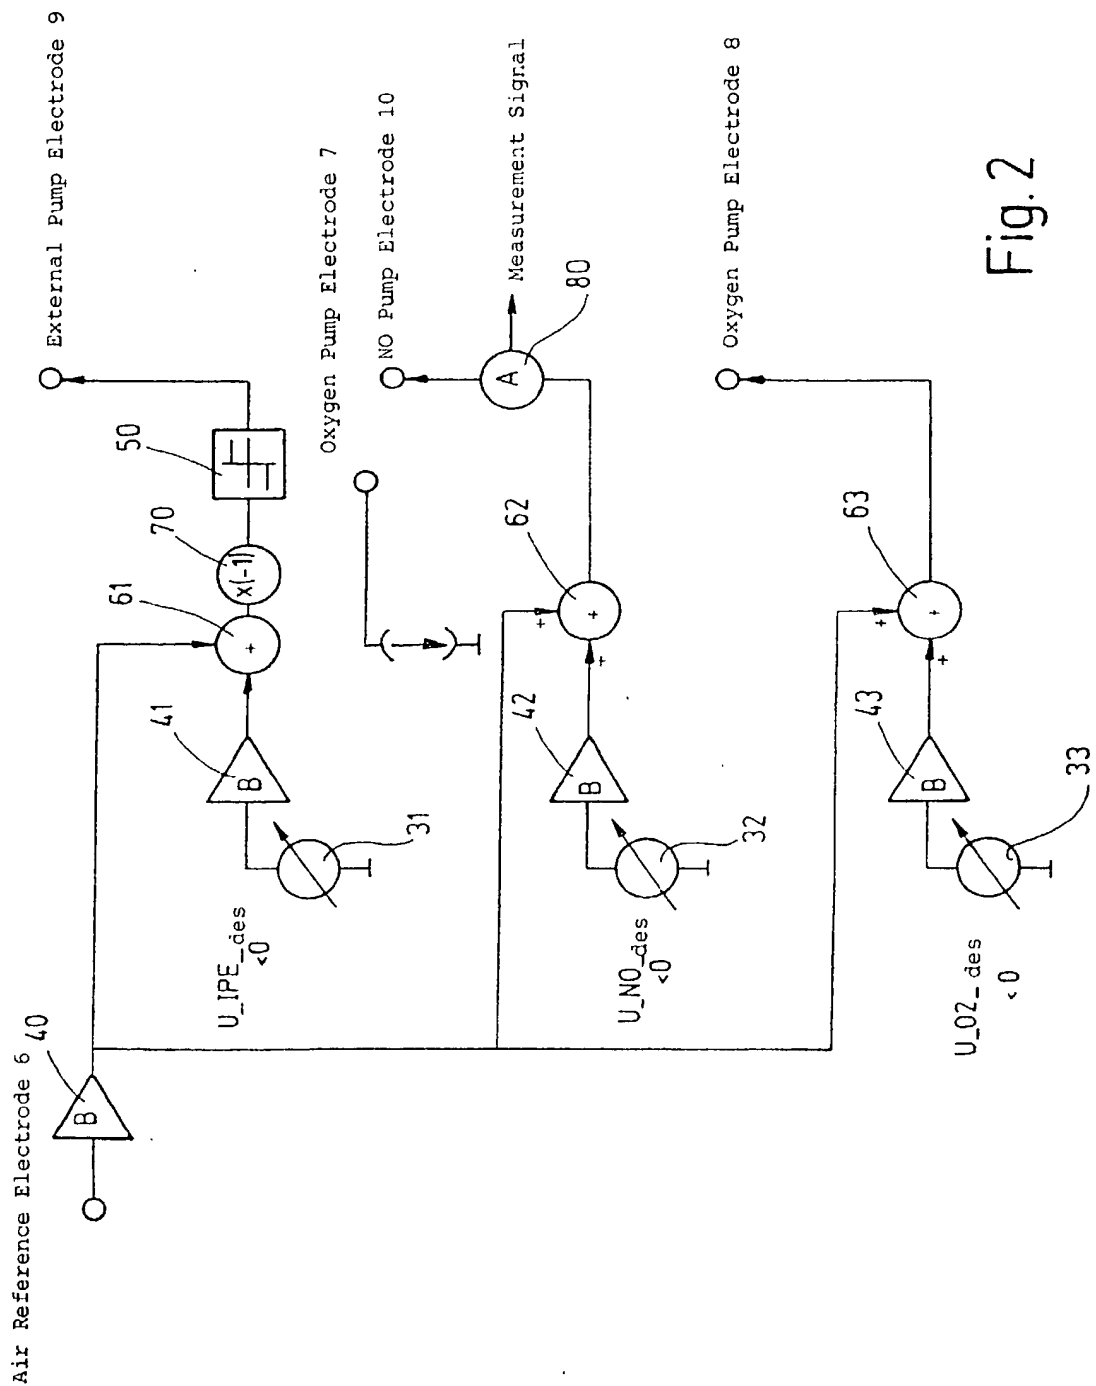 Air Reference Electrode 6
40
B
External Pump Electrode 9
50
70
x(-1)
61
+
41
B
31
U_IPE_des
<0
Oxygen Pump Electrode 7
NO Pump Electrode 10
Measurement Signal
A
80
62
+
+
+
42
B
32
U_NO_des
<0
Oxygen Pump Electrode 8
63
+
+
+
43
B
33
U_02_des
<0
Fig. 2